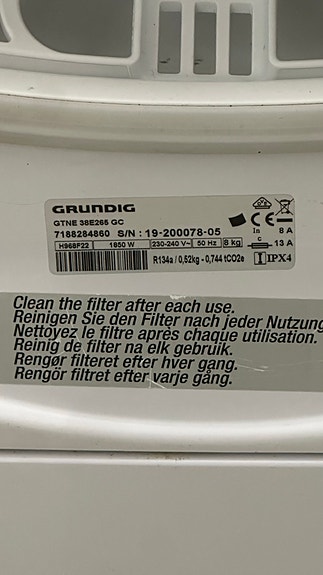 GRUNDIG
GTNE 38E265 GC
7188284860 S/N : 19-200078-05
H968F22 1850 W 230-240 V~ 50 Hz 8 kg
In 8 A
13 A
R134a / 0,52kg - 0,744 tCO2e IPX4
Clean the filter after each use.
Reinigen Sie den Filter nach jeder Nutzung
Nettoyez le filtre après chaque utilisation.
Reinig de filter na elk gebruik.
Rengør filteret efter hver gang.
Rengör filtret efter varje gång.